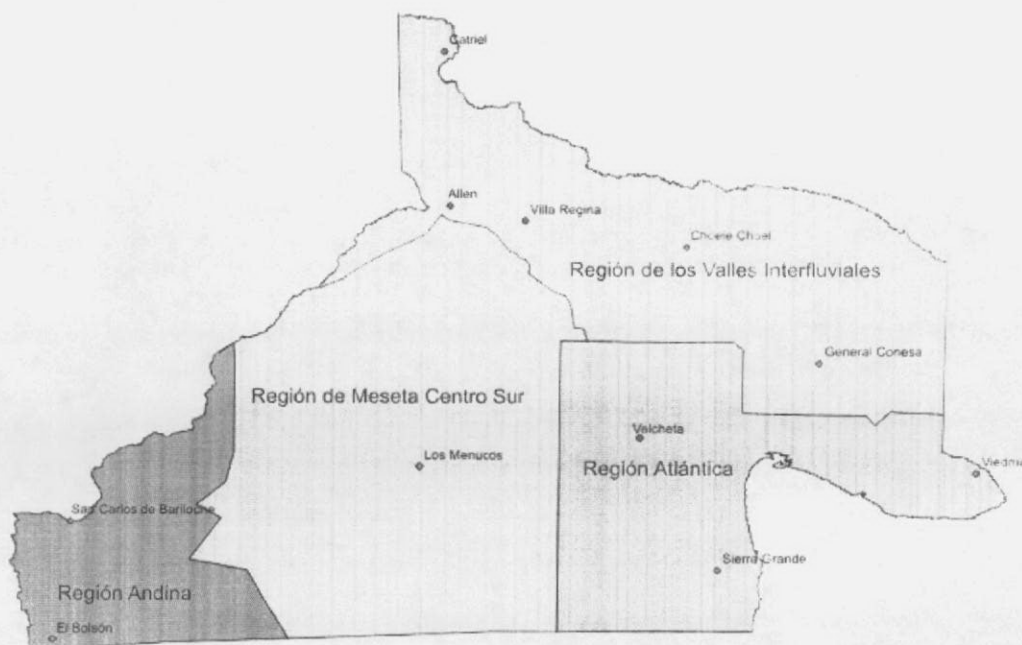 Catriel
Allen
Villa Regina
Choele Choel
Región de los Valles Interfluviales
General Conesa
Región de Meseta Centro Sur
Valcheta
Los Menucos
Región Atlántica
Viedma
San Carlos de Bariloche
Sierra Grande
Región Andina
El Bolsón